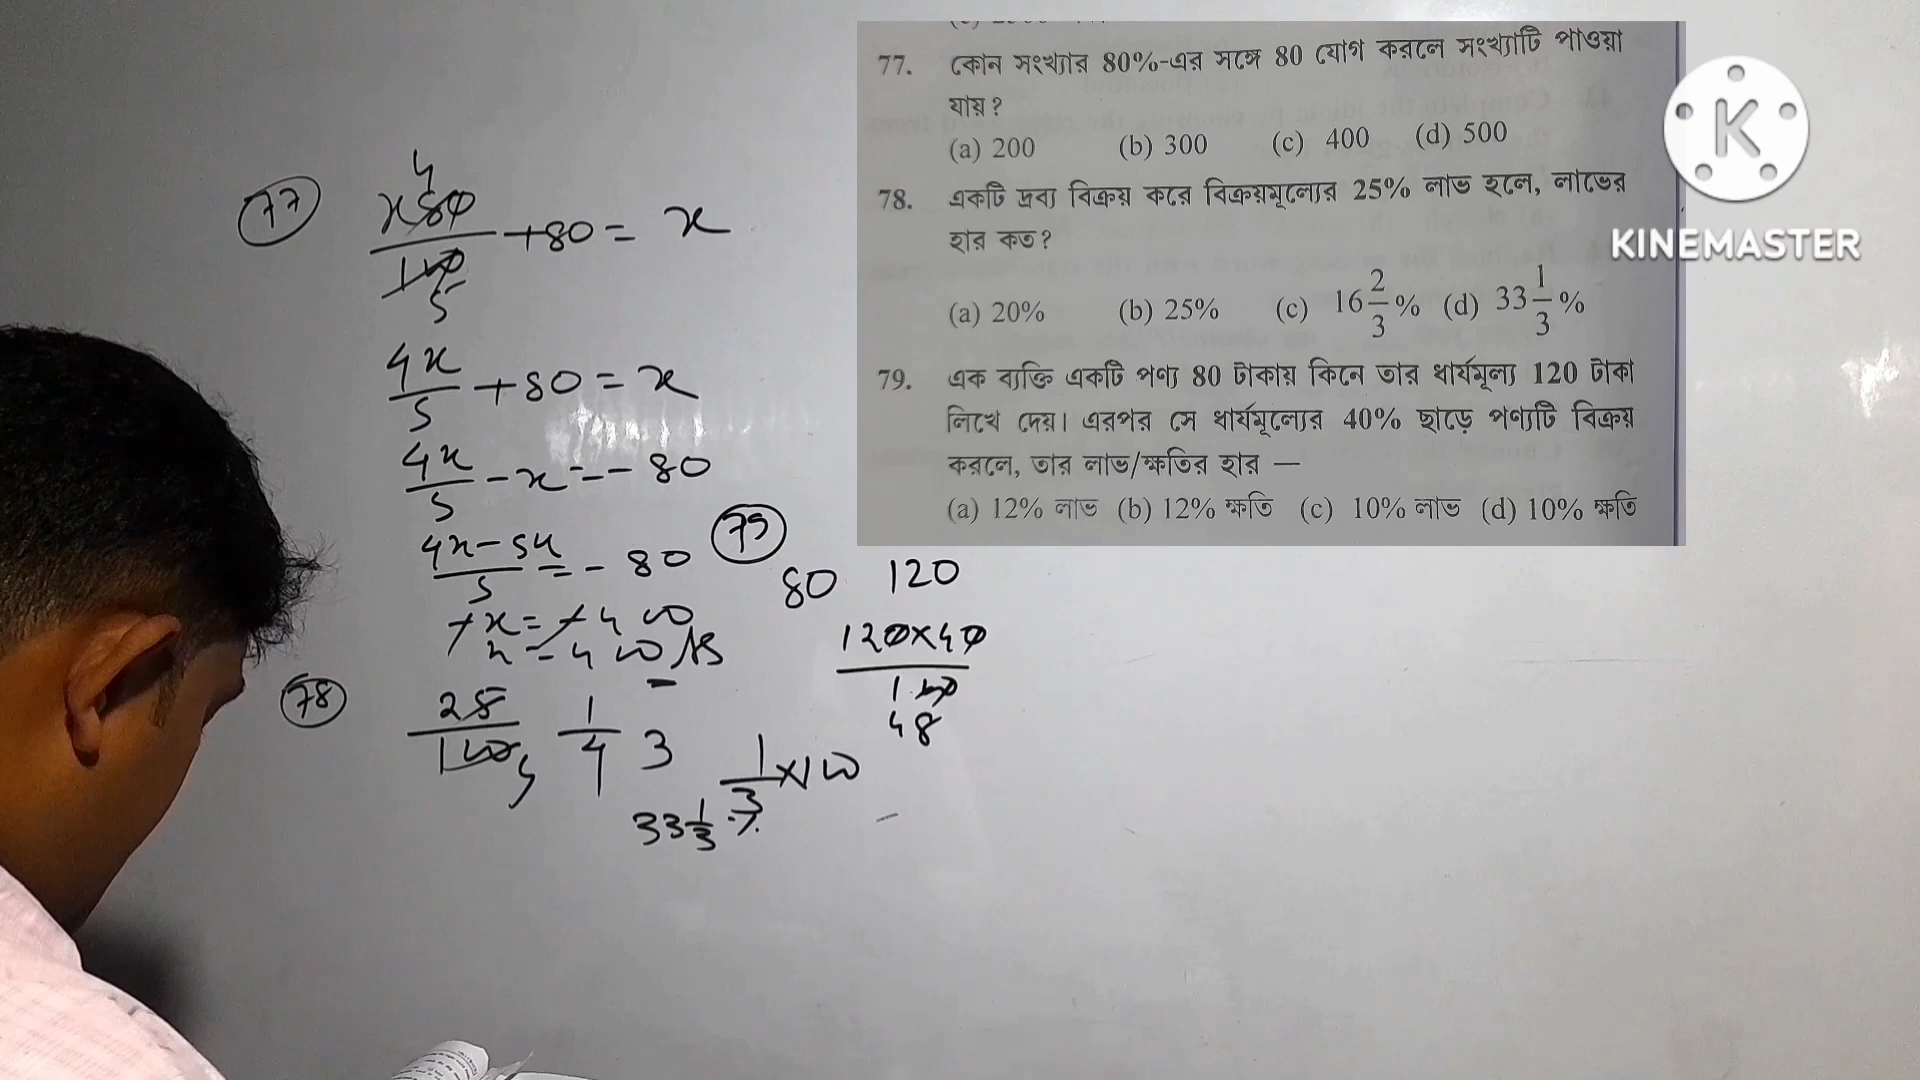 77. কোন সংখ্যার 80%-এর সঙ্গে 80 যোগ করলে সংখ্যাটি পাওয়া
যায়?
(a) 200 (b) 300 (c) 400 (d) 500
78. একটি দ্রব্য বিক্রয় করে বিক্রয়মূল্যের 25% লাভ হলে, লাভের
হার কত?
(a) 20% (b) 25% (c) 16 2/3 % (d) 33 1/3 %
79. এক ব্যক্তি একটি পণ্য 80 টাকায় কিনে তার ধার্যমূল্য 120 টাকা
লিখে দেয়। এরপর সে ধার্যমূল্যের 40% ছাড়ে পণ্যটি বিক্রয়
করলে, তার লাভ/ক্ষতির হার —
(a) 12% লাভ (b) 12% ক্ষতি (c) 10% লাভ (d) 10% ক্ষতি
KINEMASTER
77
4
x80/100 + 80 = x
5
4x/5 + 80 = x
4x/5 - x = - 80
4x - 5x/5 = - 80
+x = +400
x = 400
78
25/100 1/4 3
1/3 × 100
33 1/3 %
79
80 120
120×40
100
48